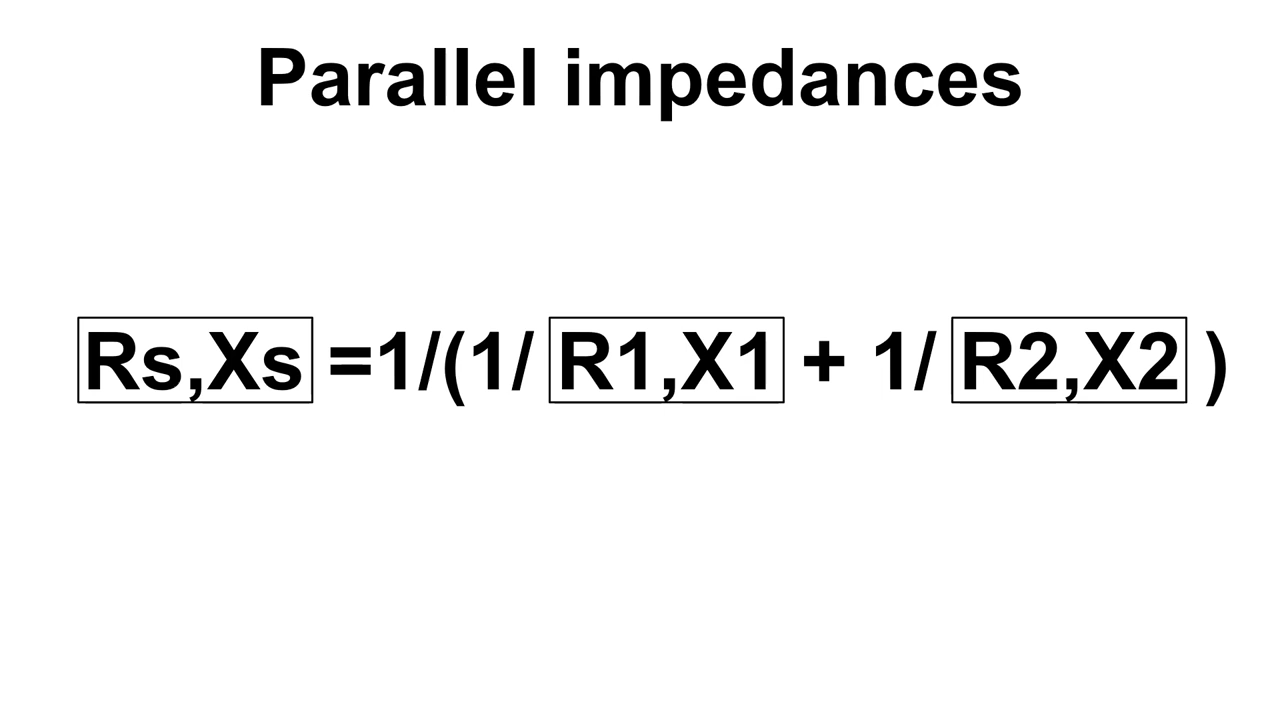 Parallel impedances
Rs,Xs =1/(1/ R1,X1 + 1/ R2,X2 )